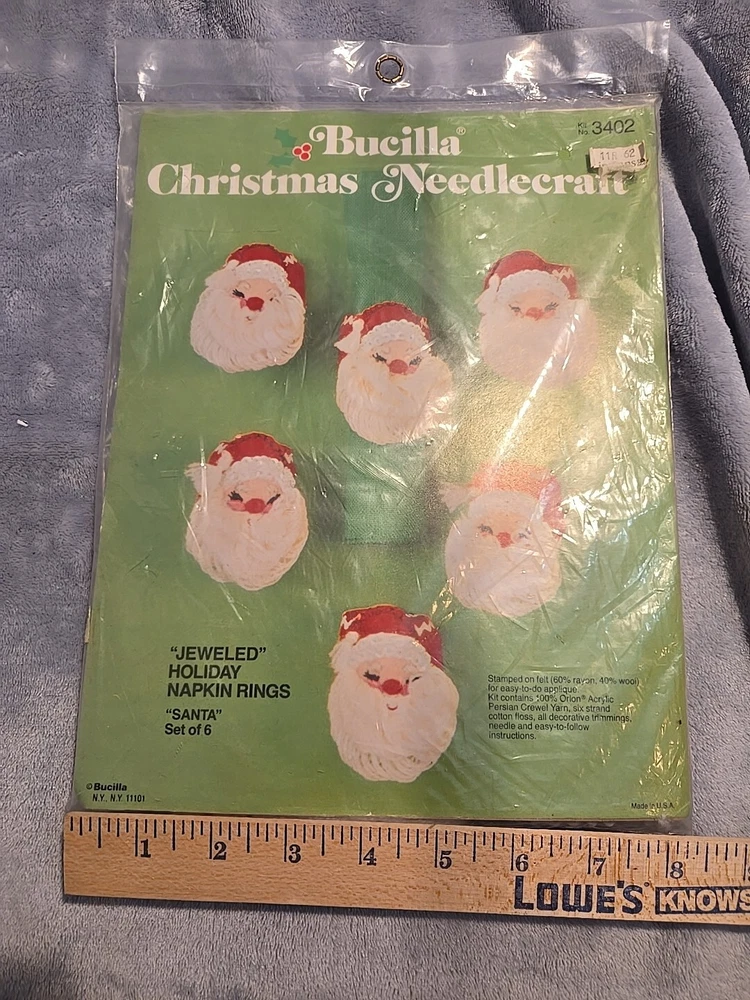 Bucilla®
Kit No. 3402
Christmas Needlecraft
"JEWELED"
HOLIDAY
NAPKIN RINGS
"SANTA"
Set of 6
Stamped on felt (60% rayon, 40% wool)
for easy-to-do applique.
Kit contains 100% Orlon® Acrylic
Persian Crewel Yarn, six strand
cotton floss, all decorative trimmings,
needle and easy-to-follow
instructions.
©Bucilla
N.Y., N.Y. 11101
Made in U.S.A.
1 2 3 4 5 6 7 8
LOWE'S KNOWS